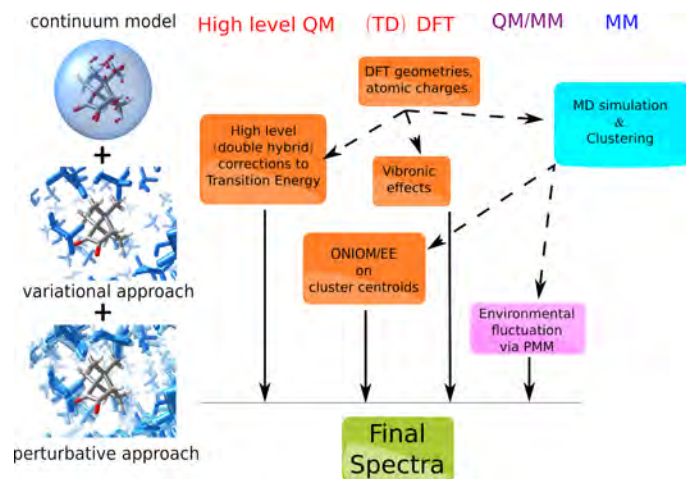 continuum model
+
variational approach
+
perturbative approach
High level QM
(TD) DFT
QM/MM
MM
DFT geometries,
atomic charges.
MD simulation
&
Clustering
High level
(double hybrid)
corrections to
Transition Energy
Vibronic
effects
ONIOM/EE
on
cluster centroids
Environmental
fluctuation
via PMM
Final
Spectra